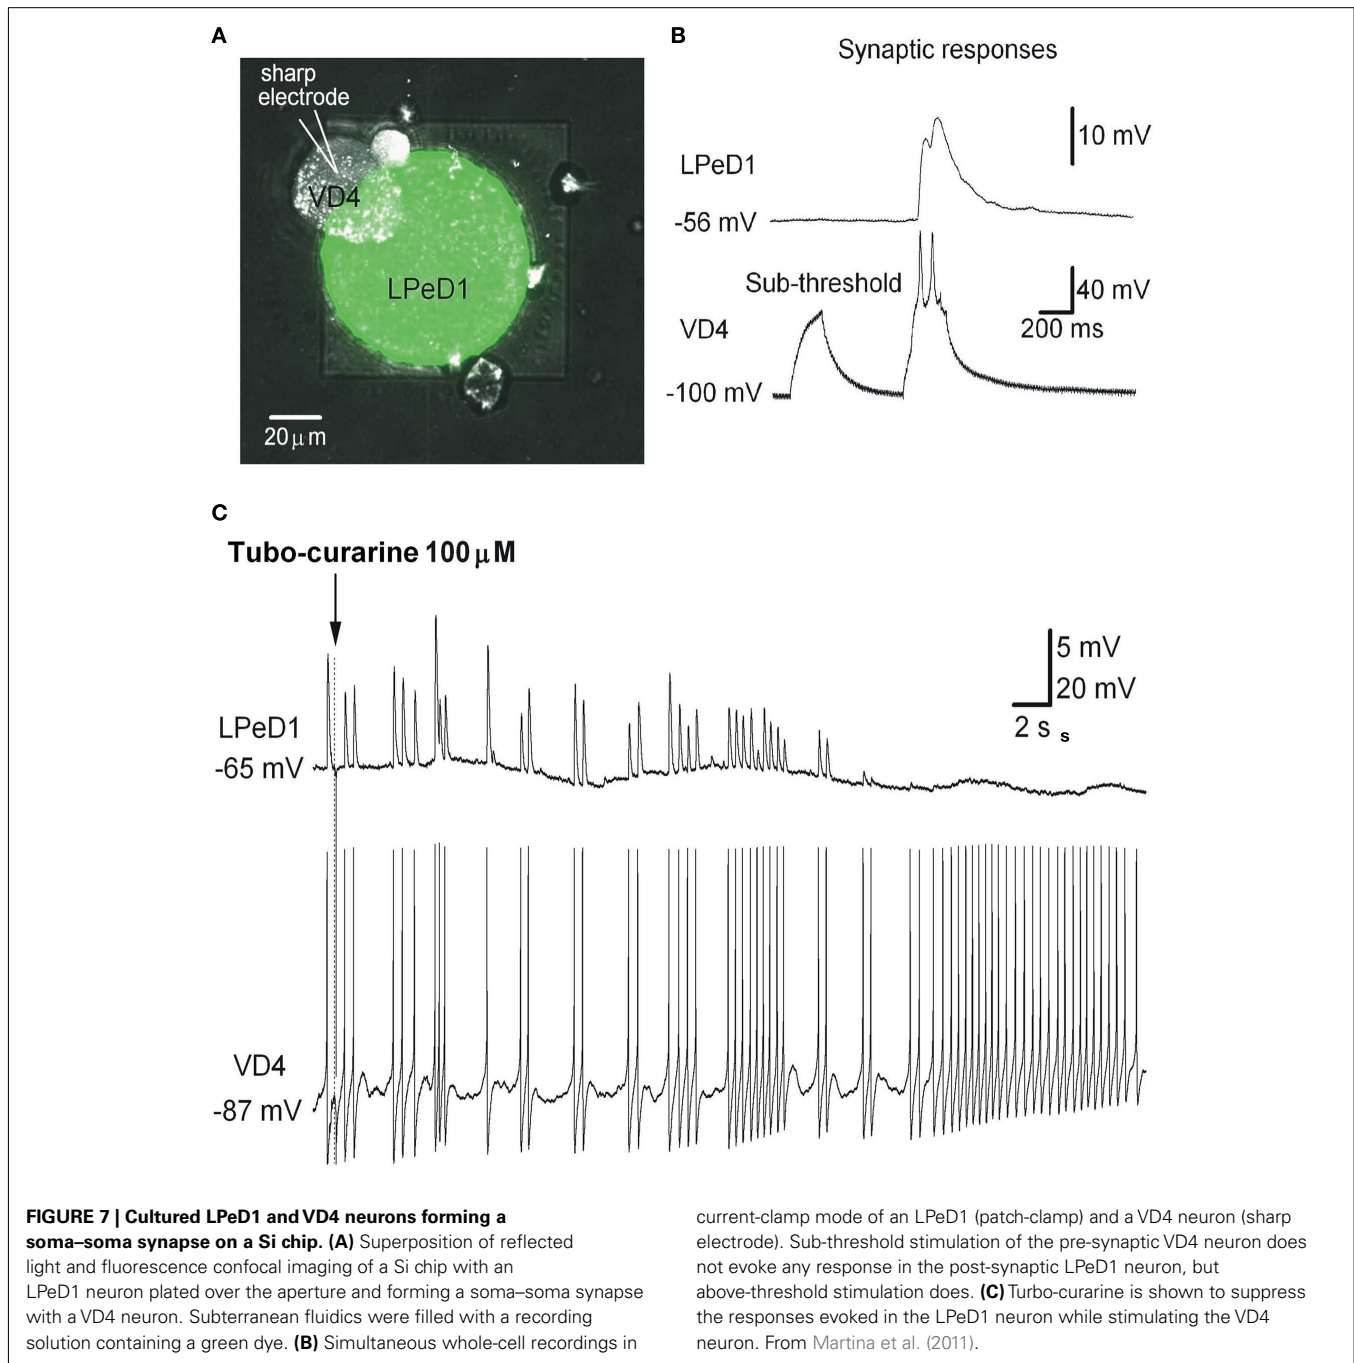 A
sharp
electrode
VD4
LPeD1
20 μm
B
Synaptic responses
10 mV
LPeD1
-56 mV
Sub-threshold
40 mV
200 ms
VD4
-100 mV
C
Tubo-curarine 100 μM
5 mV
20 mV
2 s s
LPeD1
-65 mV
VD4
-87 mV
FIGURE 7 | Cultured LPeD1 and VD4 neurons forming a
soma–soma synapse on a Si chip. (A) Superposition of reflected
light and fluorescence confocal imaging of a Si chip with an
LPeD1 neuron plated over the aperture and forming a soma–soma synapse
with a VD4 neuron. Subterranean fluidics were filled with a recording
solution containing a green dye. (B) Simultaneous whole-cell recordings in
current-clamp mode of an LPeD1 (patch-clamp) and a VD4 neuron (sharp
electrode). Sub-threshold stimulation of the pre-synaptic VD4 neuron does
not evoke any response in the post-synaptic LPeD1 neuron, but
above-threshold stimulation does. (C) Turbo-curarine is shown to suppress
the responses evoked in the LPeD1 neuron while stimulating the VD4
neuron. From Martina et al. (2011).